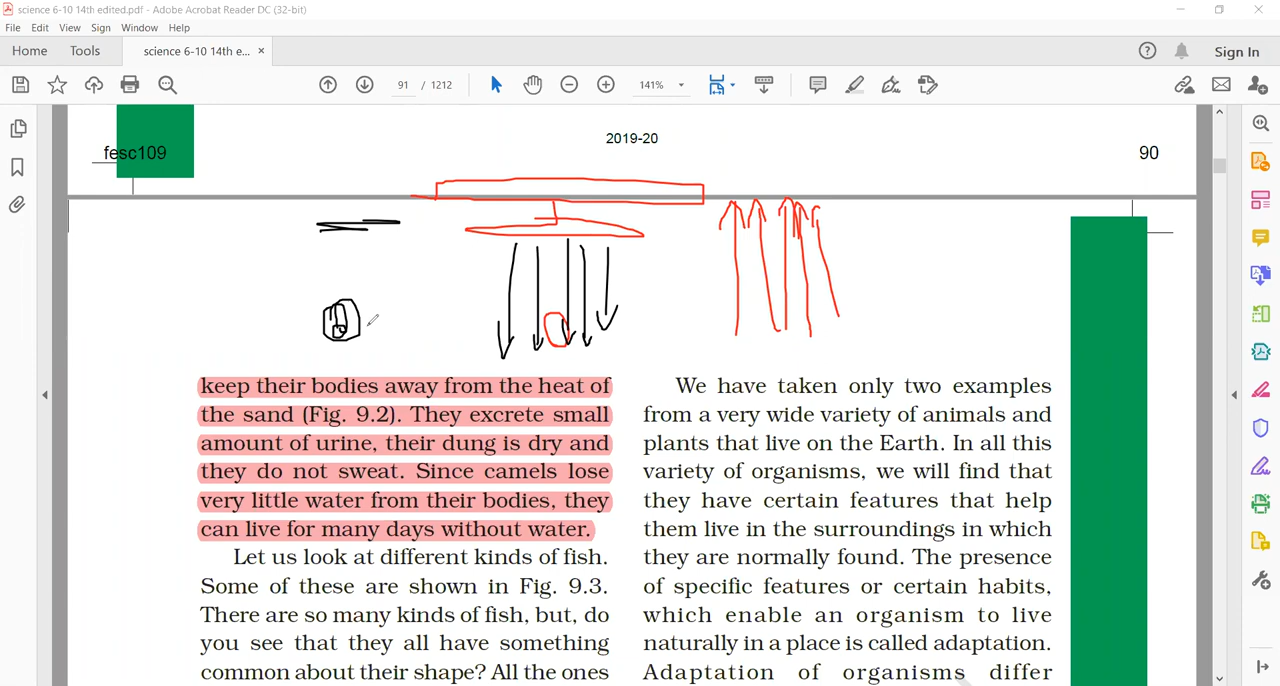 science 6-10 14th edited.pdf - Adobe Acrobat Reader DC (32-bit)
File Edit View Sign Window Help
Home Tools science 6-10 14th e... × Sign In
91 / 1212 141%
2019-20
fesc109 90
keep their bodies away from the heat of
the sand (Fig. 9.2). They excrete small
amount of urine, their dung is dry and
they do not sweat. Since camels lose
very little water from their bodies, they
can live for many days without water.
Let us look at different kinds of fish.
Some of these are shown in Fig. 9.3.
There are so many kinds of fish, but, do
you see that they all have something
common about their shape? All the ones
We have taken only two examples
from a very wide variety of animals and
plants that live on the Earth. In all this
variety of organisms, we will find that
they have certain features that help
them live in the surroundings in which
they are normally found. The presence
of specific features or certain habits,
which enable an organism to live
naturally in a place is called adaptation.
Adaptation of organisms differ